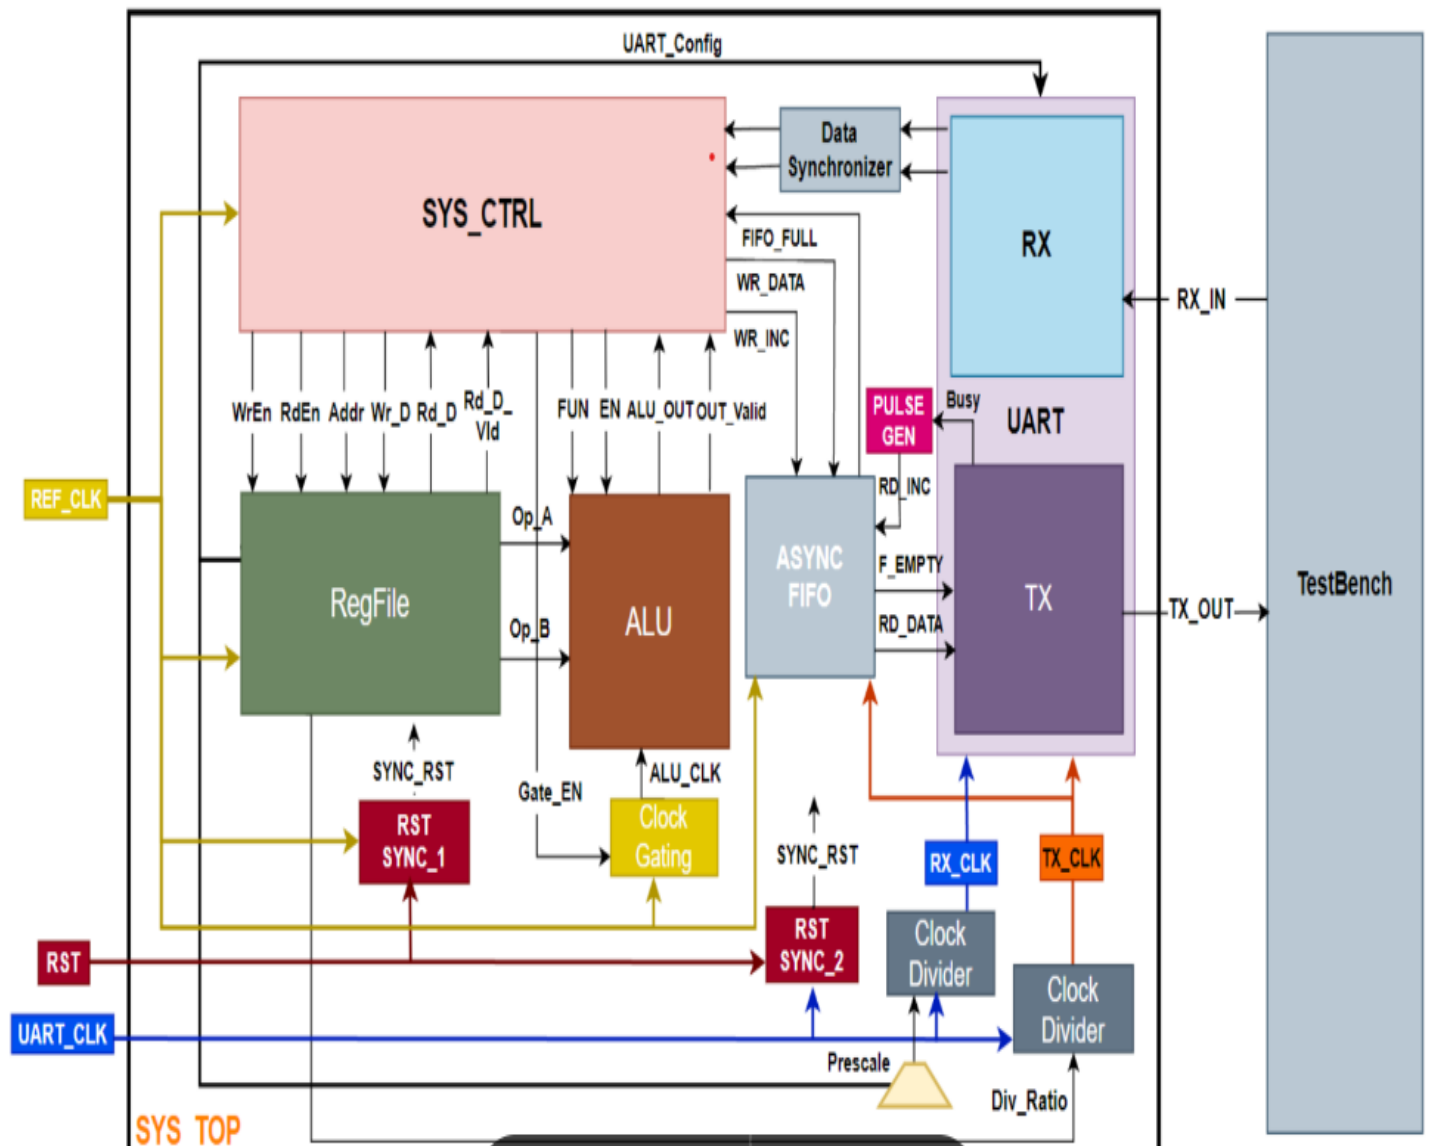 UART_Config
Data
Synchronizer
SYS_CTRL
RX
FIFO_FULL
WR_DATA
WR_INC
RX_IN
WrEn
RdEn
Addr
Wr_D
Rd_D
Rd_D_
Vld
FUN
EN
ALU_OUT
OUT_Valid
PULSE
GEN
Busy
UART
REF_CLK
RD_INC
Op_A
ASYNC
FIFO
F_EMPTY
RegFile
ALU
TX
TestBench
TX_OUT
Op_B
RD_DATA
SYNC_RST
ALU_CLK
Gate_EN
RST
SYNC_1
Clock
Gating
SYNC_RST
RX_CLK
TX_CLK
RST
SYNC_2
Clock
Divider
RST
Clock
Divider
UART_CLK
Prescale
Div_Ratio
SYS_TOP